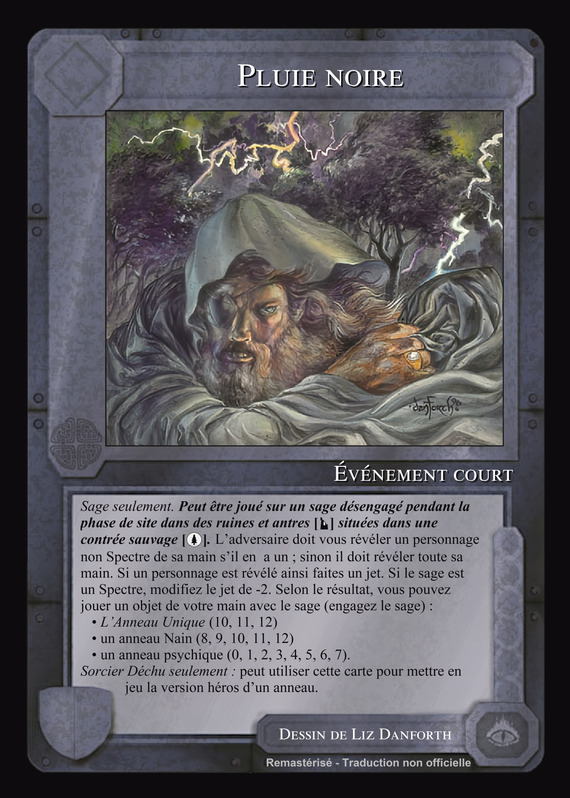 Pluie noire
danForth 96
Événement court
Sage seulement. Peut être joué sur un sage désengagé pendant la
phase de site dans des ruines et antres [ ] situées dans une
contrée sauvage [ ]. L'adversaire doit vous révéler un personnage
non Spectre de sa main s'il en a un ; sinon il doit révéler toute sa
main. Si un personnage est révélé ainsi faites un jet. Si le sage est
un Spectre, modifiez le jet de -2. Selon le résultat, vous pouvez
jouer un objet de votre main avec le sage (engagez le sage) :
• L'Anneau Unique (10, 11, 12)
• un anneau Nain (8, 9, 10, 11, 12)
• un anneau psychique (0, 1, 2, 3, 4, 5, 6, 7).
Sorcier Déchu seulement : peut utiliser cette carte pour mettre en
jeu la version héros d'un anneau.
Dessin de Liz Danforth
Remastérisé - Traduction non officielle